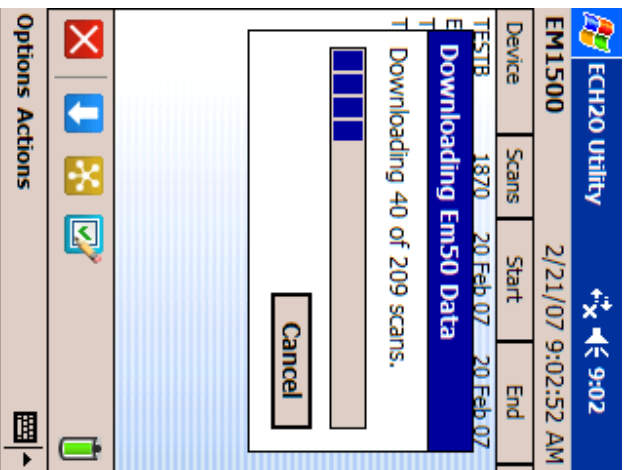 ECH2O Utility 9:02
EM1500 2/21/07 9:02:52 AM
Device Scans Start End
TESTB 1870 20 Feb 07 20 Feb 07
Downloading Em50 Data
Downloading 40 of 209 scans.
Cancel
Options Actions